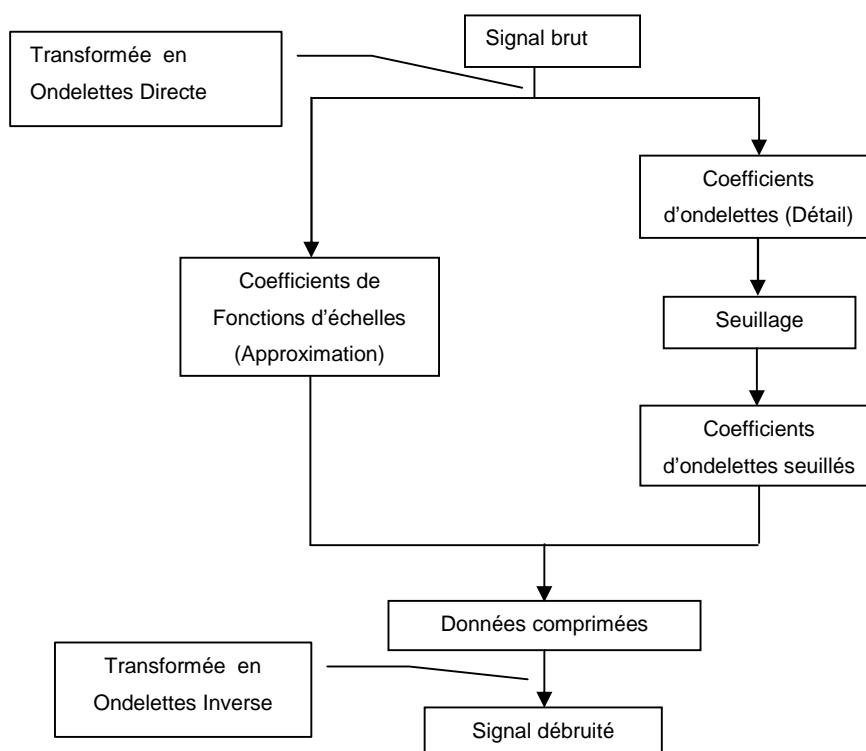 Signal brut
Transformée en
Ondelettes Directe
Coefficients
d'ondelettes (Détail)
Coefficients de
Fonctions d'échelles
(Approximation)
Seuillage
Coefficients
d'ondelettes seuillés
Données comprimées
Transformée en
Ondelettes Inverse
Signal débruité